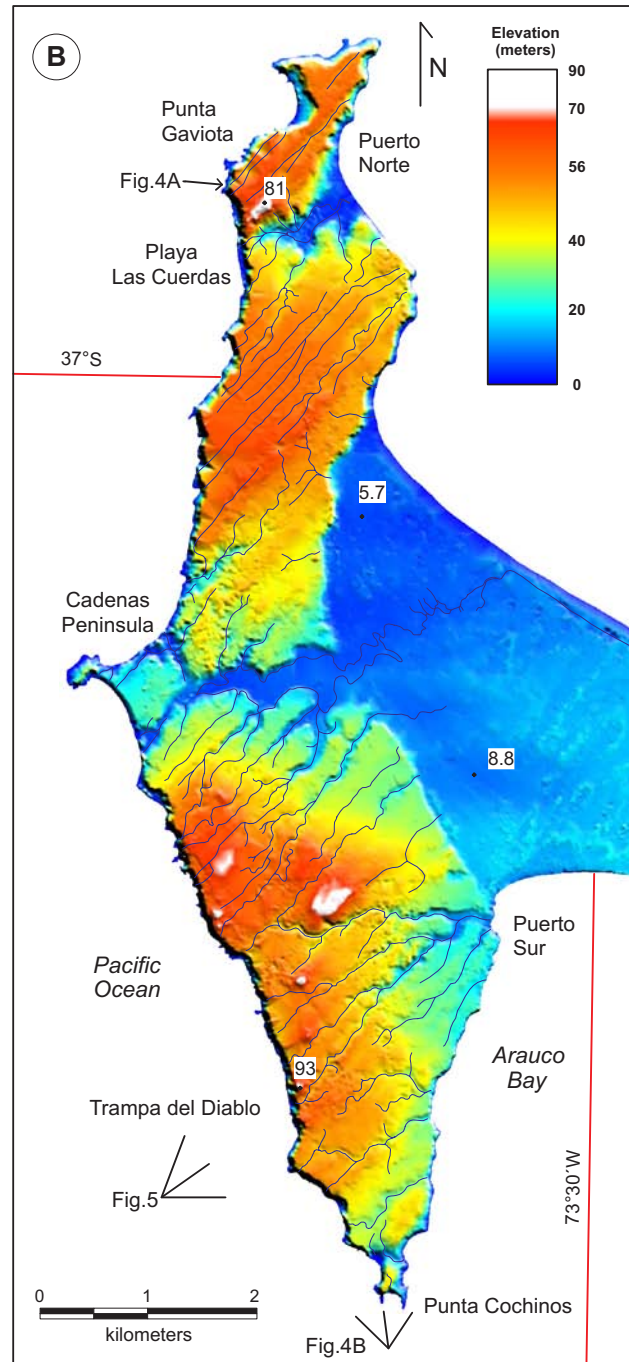 B
N
Elevation
(meters)
90
70
56
40
20
0
Punta
Gaviota
Puerto
Norte
Fig.4A
81
Playa
Las Cuerdas
37°S
5.7
Cadenas
Peninsula
8.8
Puerto
Sur
Pacific
Ocean
Arauco
Bay
93
Trampa del Diablo
Fig.5
73°30´W
0 1 2
kilometers
Punta Cochinos
Fig.4B